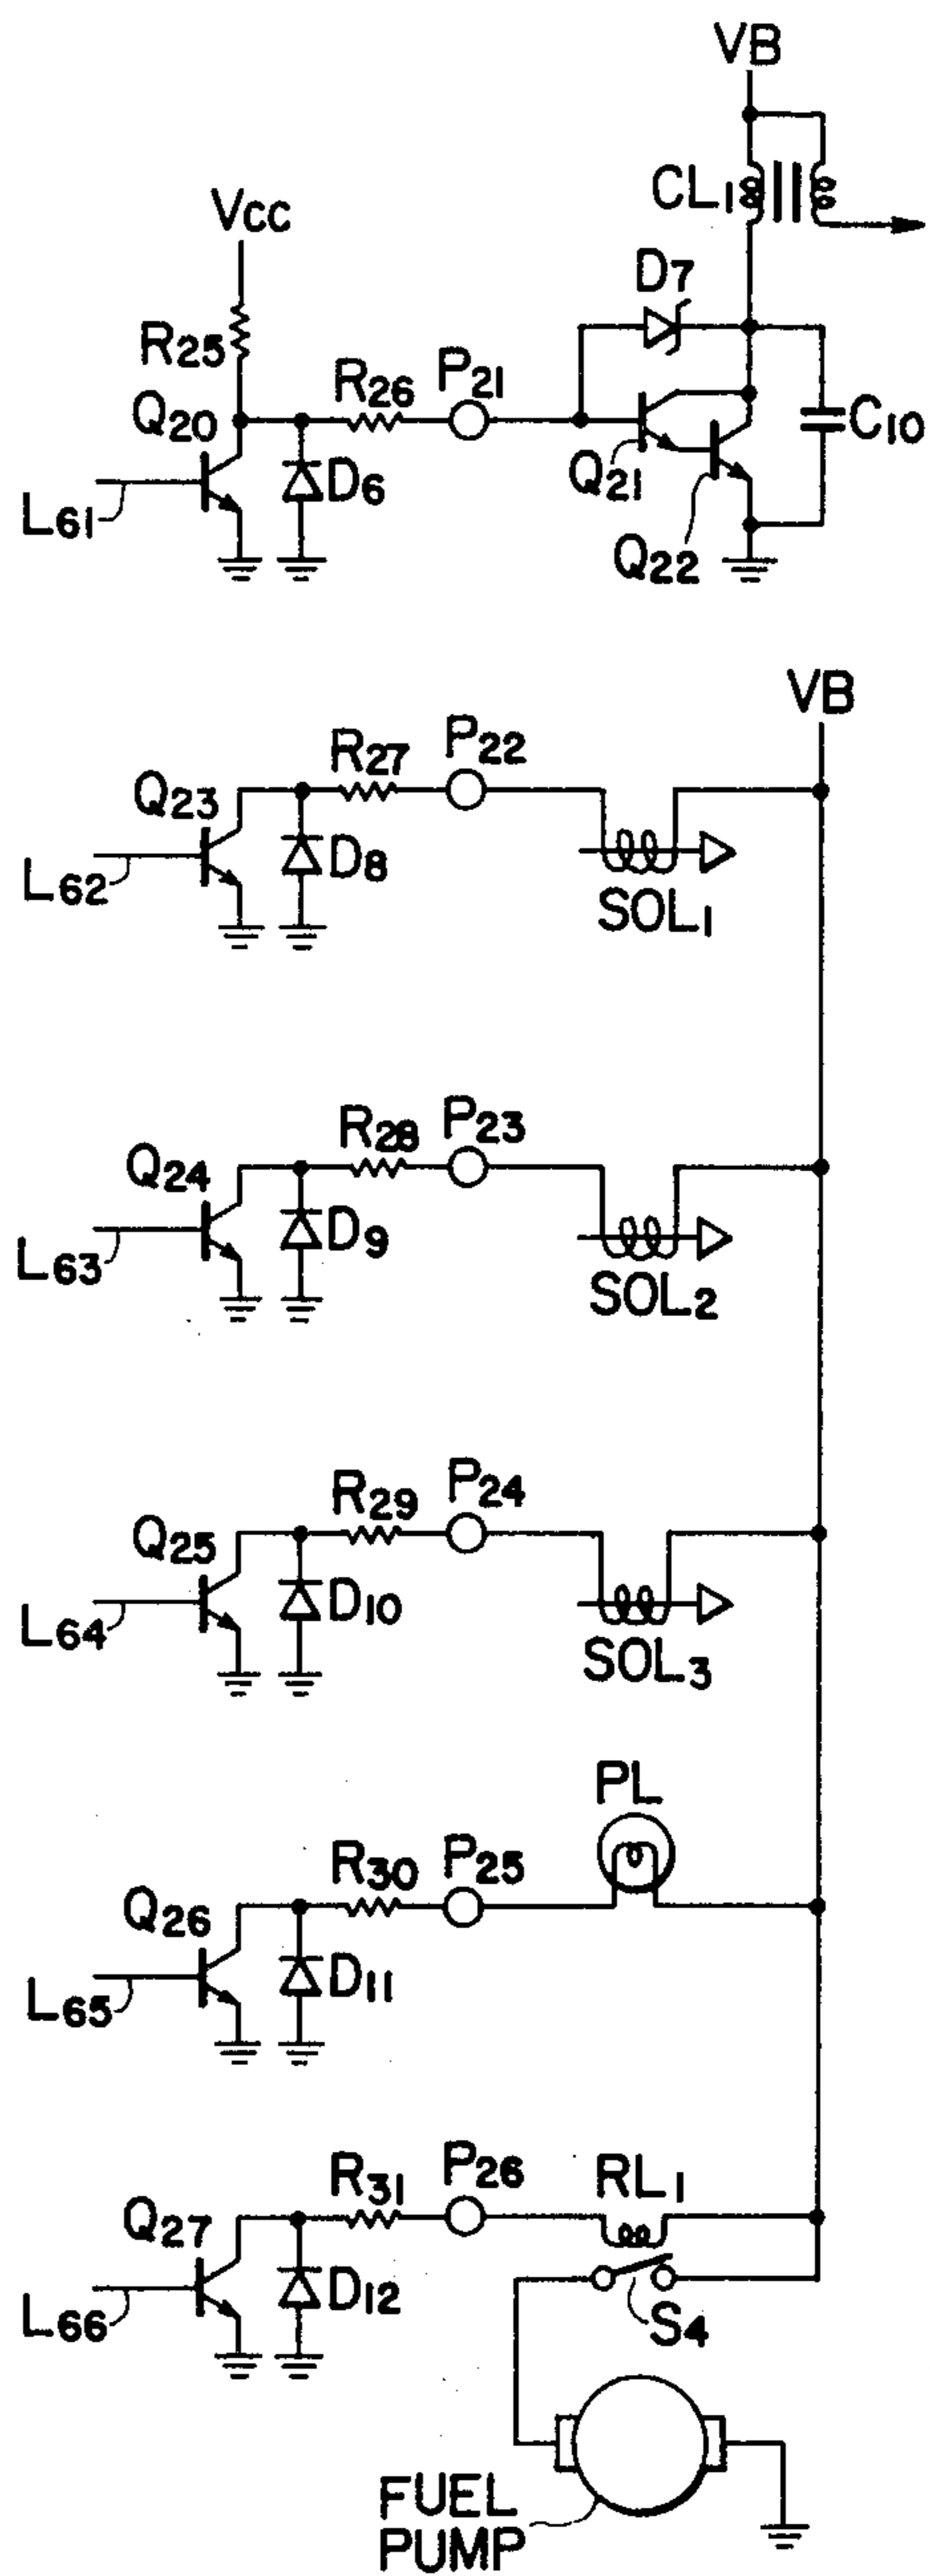 VB
CL1
VCC
D7
R25
R26
P21
Q20
C10
D6
Q21
L61
Q22
VB
P22
R27
Q23
D8
L62
SOL1
P23
R28
Q24
D9
L63
SOL2
P24
R29
Q25
D10
L64
SOL3
PL
P25
R30
Q26
D11
L65
P26
RL1
R31
Q27
D12
L66
S4
FUEL
PUMP